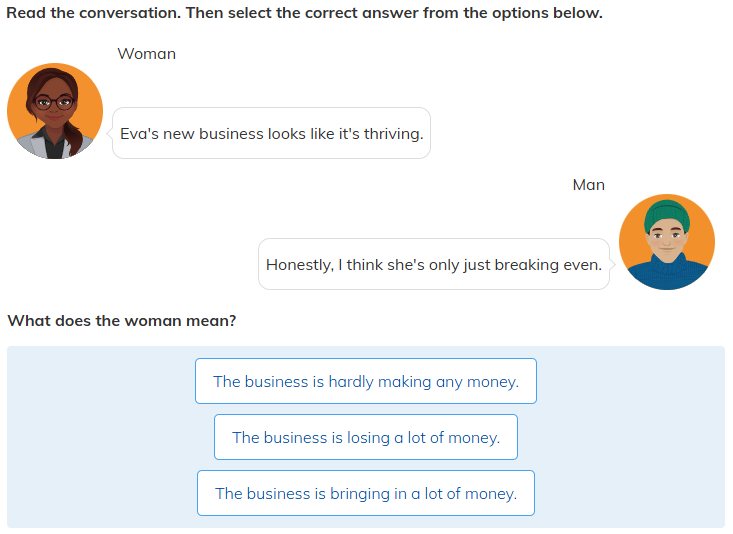 Read the conversation. Then select the correct answer from the options below.
Woman
Eva's new business looks like it's thriving.
Man
Honestly, I think she's only just breaking even.
What does the woman mean?
The business is hardly making any money.
The business is losing a lot of money.
The business is bringing in a lot of money.